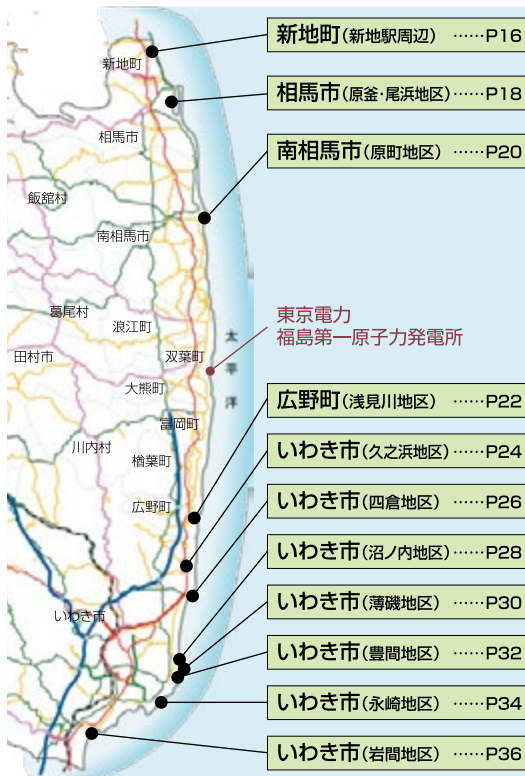 新地町(新地駅周辺) ……P16
新地町
相馬市(原釜・尾浜地区) ……P18
相馬市
南相馬市(原町地区) ……P20
飯舘村
南相馬市
葛尾村
浪江町
東京電力
福島第一原子力発電所
太平洋
田村市
双葉町
大熊町
広野町(浅見川地区) ……P22
富岡町
川内村
楢葉町
いわき市(久之浜地区)……P24
いわき市(四倉地区) ……P26
広野町
いわき市(沼ノ内地区)……P28
いわき市(薄磯地区)……P30
いわき市
いわき市(豊間地区) ……P32
いわき市(永崎地区) ……P34
いわき市(岩間地区) ……P36